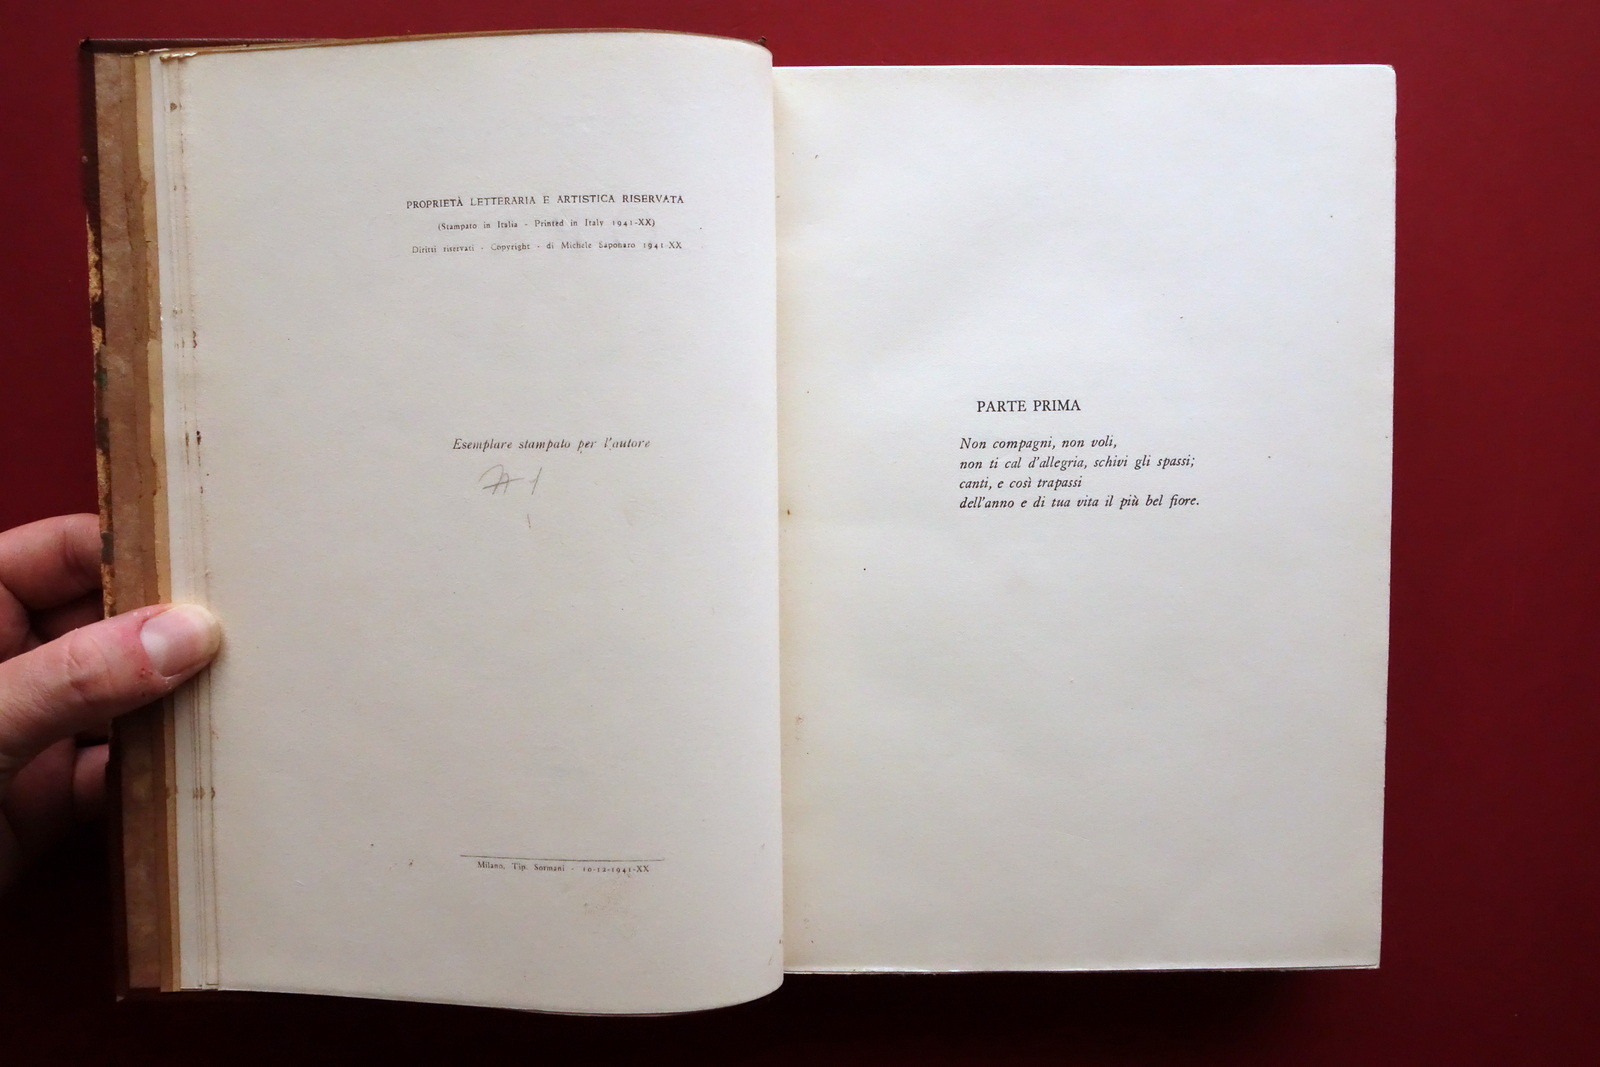 PROPRIETÀ LETTERARIA E ARTISTICA RISERVATA
(Stampato in Italia - Printed in Italy 1941-XX)
Diritti riservati - Copyright - di Michele Saponaro 1941 XX
Esemplare stampato per l'autore
Milano, Tip. Sormani - 10-12-1941-XX
PARTE PRIMA
Non compagni, non voli,
non ti cal d'allegria, schivi gli spassi;
canti, e così trapassi
dell'anno e di tua vita il più bel fiore.